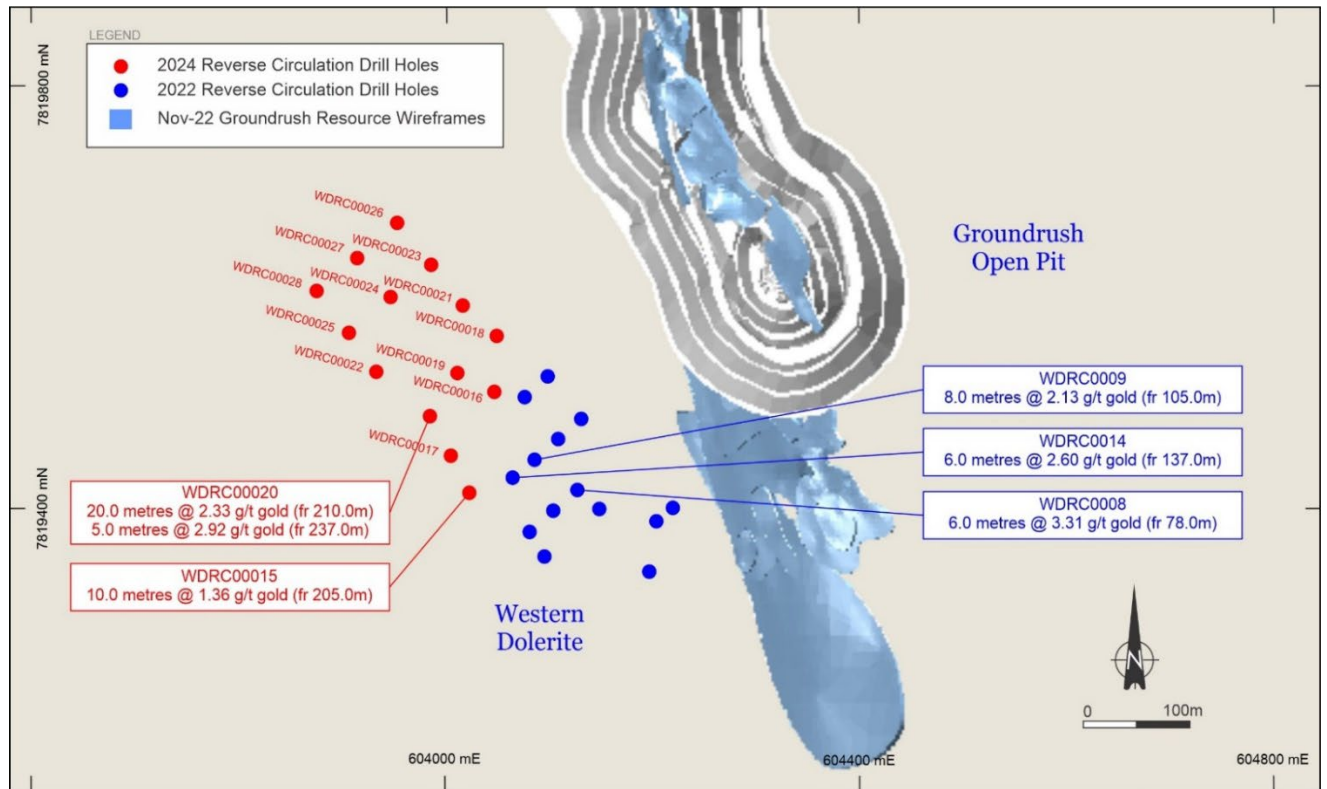 LEGEND
2024 Reverse Circulation Drill Holes
2022 Reverse Circulation Drill Holes
Nov-22 Groundrush Resource Wireframes
7819800 mN
WDRC00026
WDRC00023
WDRC00027
WDRC00021
WDRC00024
WDRC00028
WDRC00018
WDRC00025
WDRC00019
WDRC00022
WDRC00016
WDRC00017
Groundrush
Open Pit
WDRC0009
8.0 metres @ 2.13 g/t gold (fr 105.0m)
WDRC0014
6.0 metres @ 2.60 g/t gold (fr 137.0m)
WDRC0008
6.0 metres @ 3.31 g/t gold (fr 78.0m)
WDRC00020
20.0 metres @ 2.33 g/t gold (fr 210.0m)
5.0 metres @ 2.92 g/t gold (fr 237.0m)
WDRC00015
10.0 metres @ 1.36 g/t gold (fr 205.0m)
7819400 mN
Western
Dolerite
N
0 100m
604000 mE
604400 mE
604800 mE